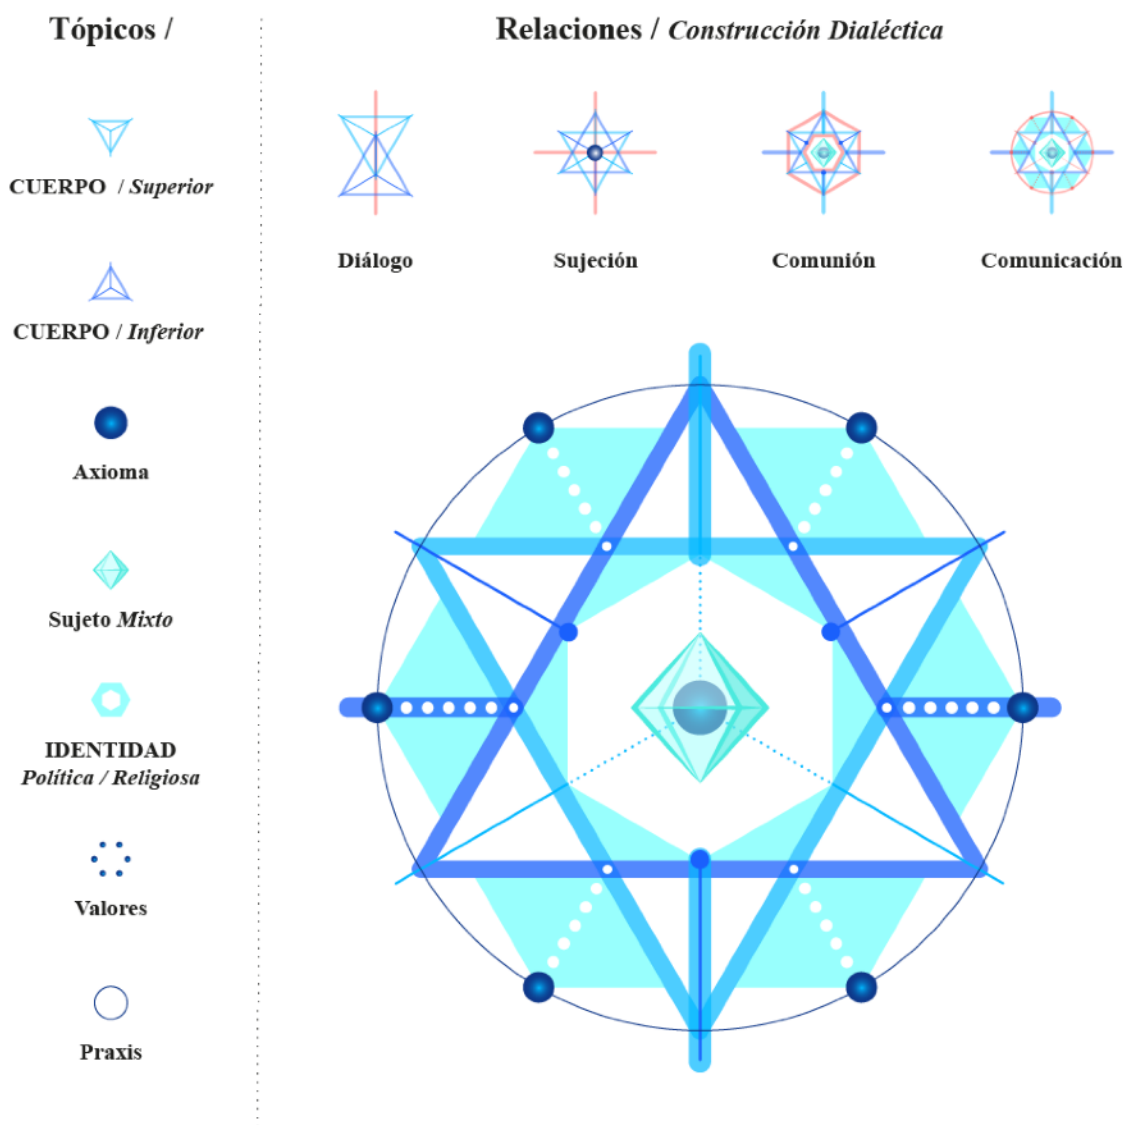 Tópicos /
CUERPO / Superior
CUERPO / Inferior
Axioma
Sujeto Mixto
IDENTIDAD
Política / Religiosa
Valores
Praxis
Relaciones / Construcción Dialéctica
Diálogo
Sujeción
Comunión
Comunicación